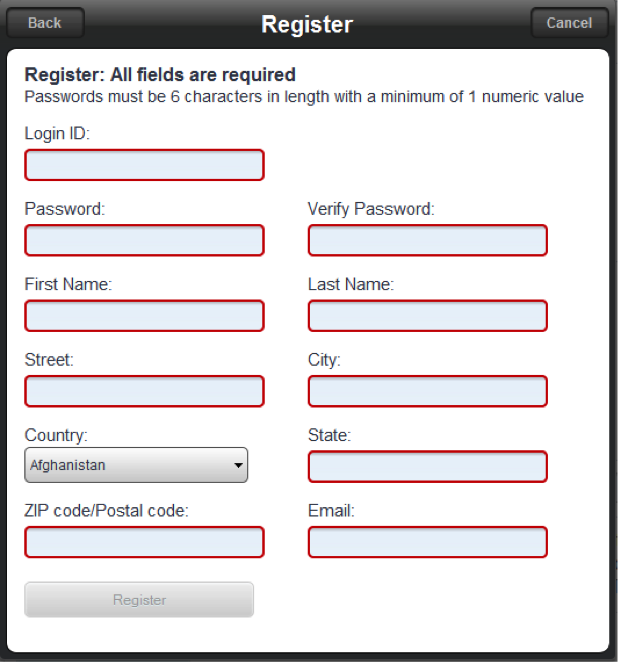 Back
Register
Cancel
Register: All fields are required
Passwords must be 6 characters in length with a minimum of 1 numeric value
Login ID:
Password:
Verify Password:
First Name:
Last Name:
Street:
City:
Country:
State:
Afghanistan
ZIP code/Postal code:
Email:
Register